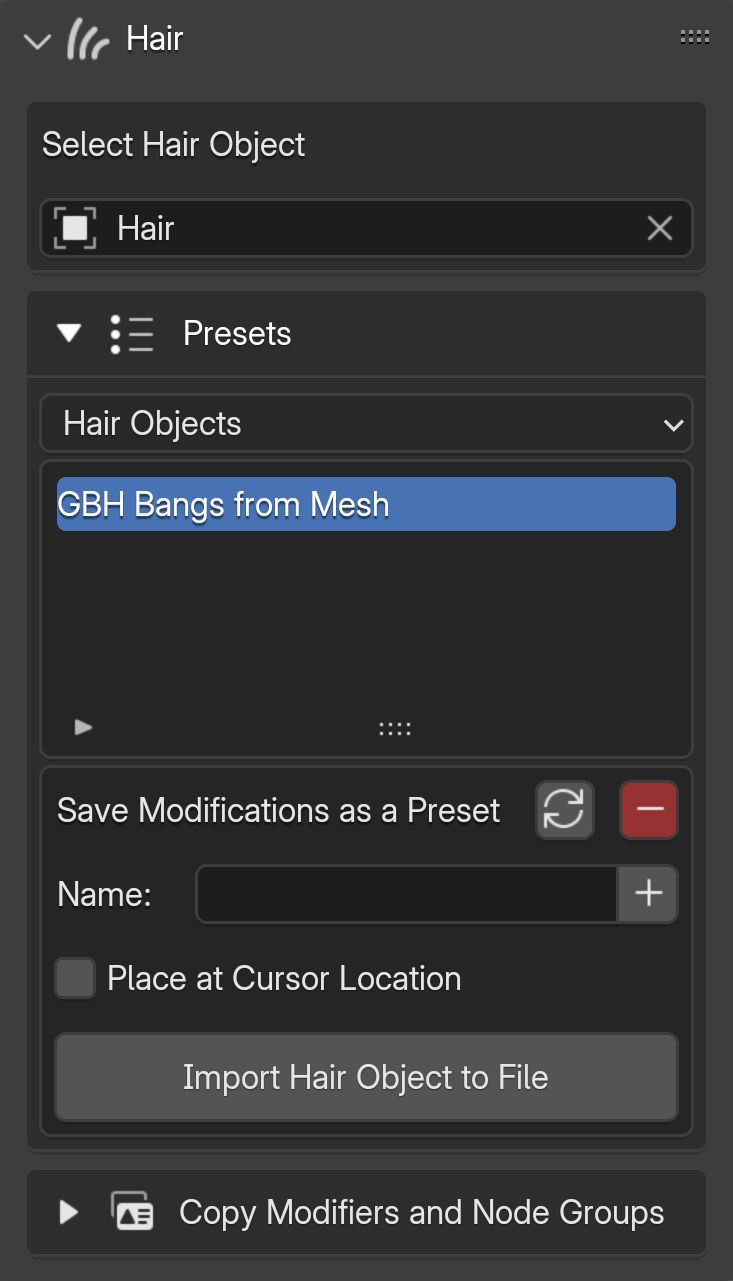 Hair
Select Hair Object
Hair
Presets
Hair Objects
GBH Bangs from Mesh
Save Modifications as a Preset
Name:
Place at Cursor Location
Import Hair Object to File
Copy Modifiers and Node Groups